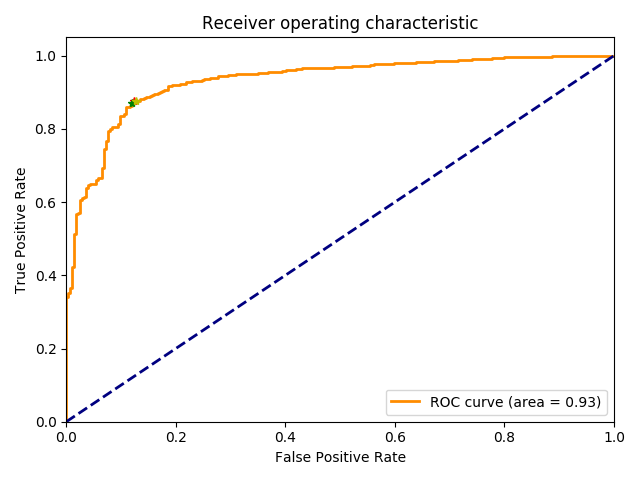 Receiver operating characteristic
True Positive Rate
1.0
0.8
0.6
0.4
0.2
0.0
ROC curve (area = 0.93)
0.0 0.2 0.4 0.6 0.8 1.0
False Positive Rate